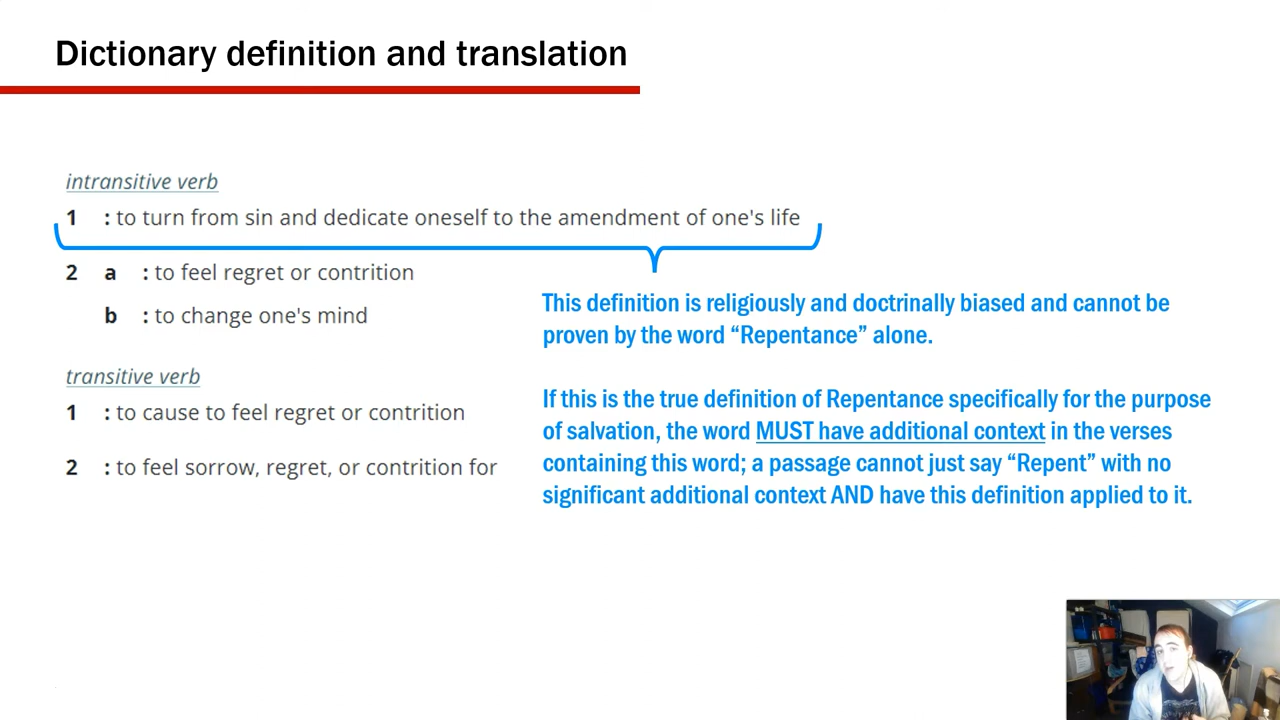 Dictionary definition and translation
intransitive verb
1 : to turn from sin and dedicate oneself to the amendment of one's life
2 a : to feel regret or contrition
b : to change one's mind
transitive verb
1 : to cause to feel regret or contrition
2 : to feel sorrow, regret, or contrition for
This definition is religiously and doctrinally biased and cannot be
proven by the word “Repentance” alone.
If this is the true definition of Repentance specifically for the purpose
of salvation, the word MUST have additional context in the verses
containing this word; a passage cannot just say “Repent” with no
significant additional context AND have this definition applied to it.